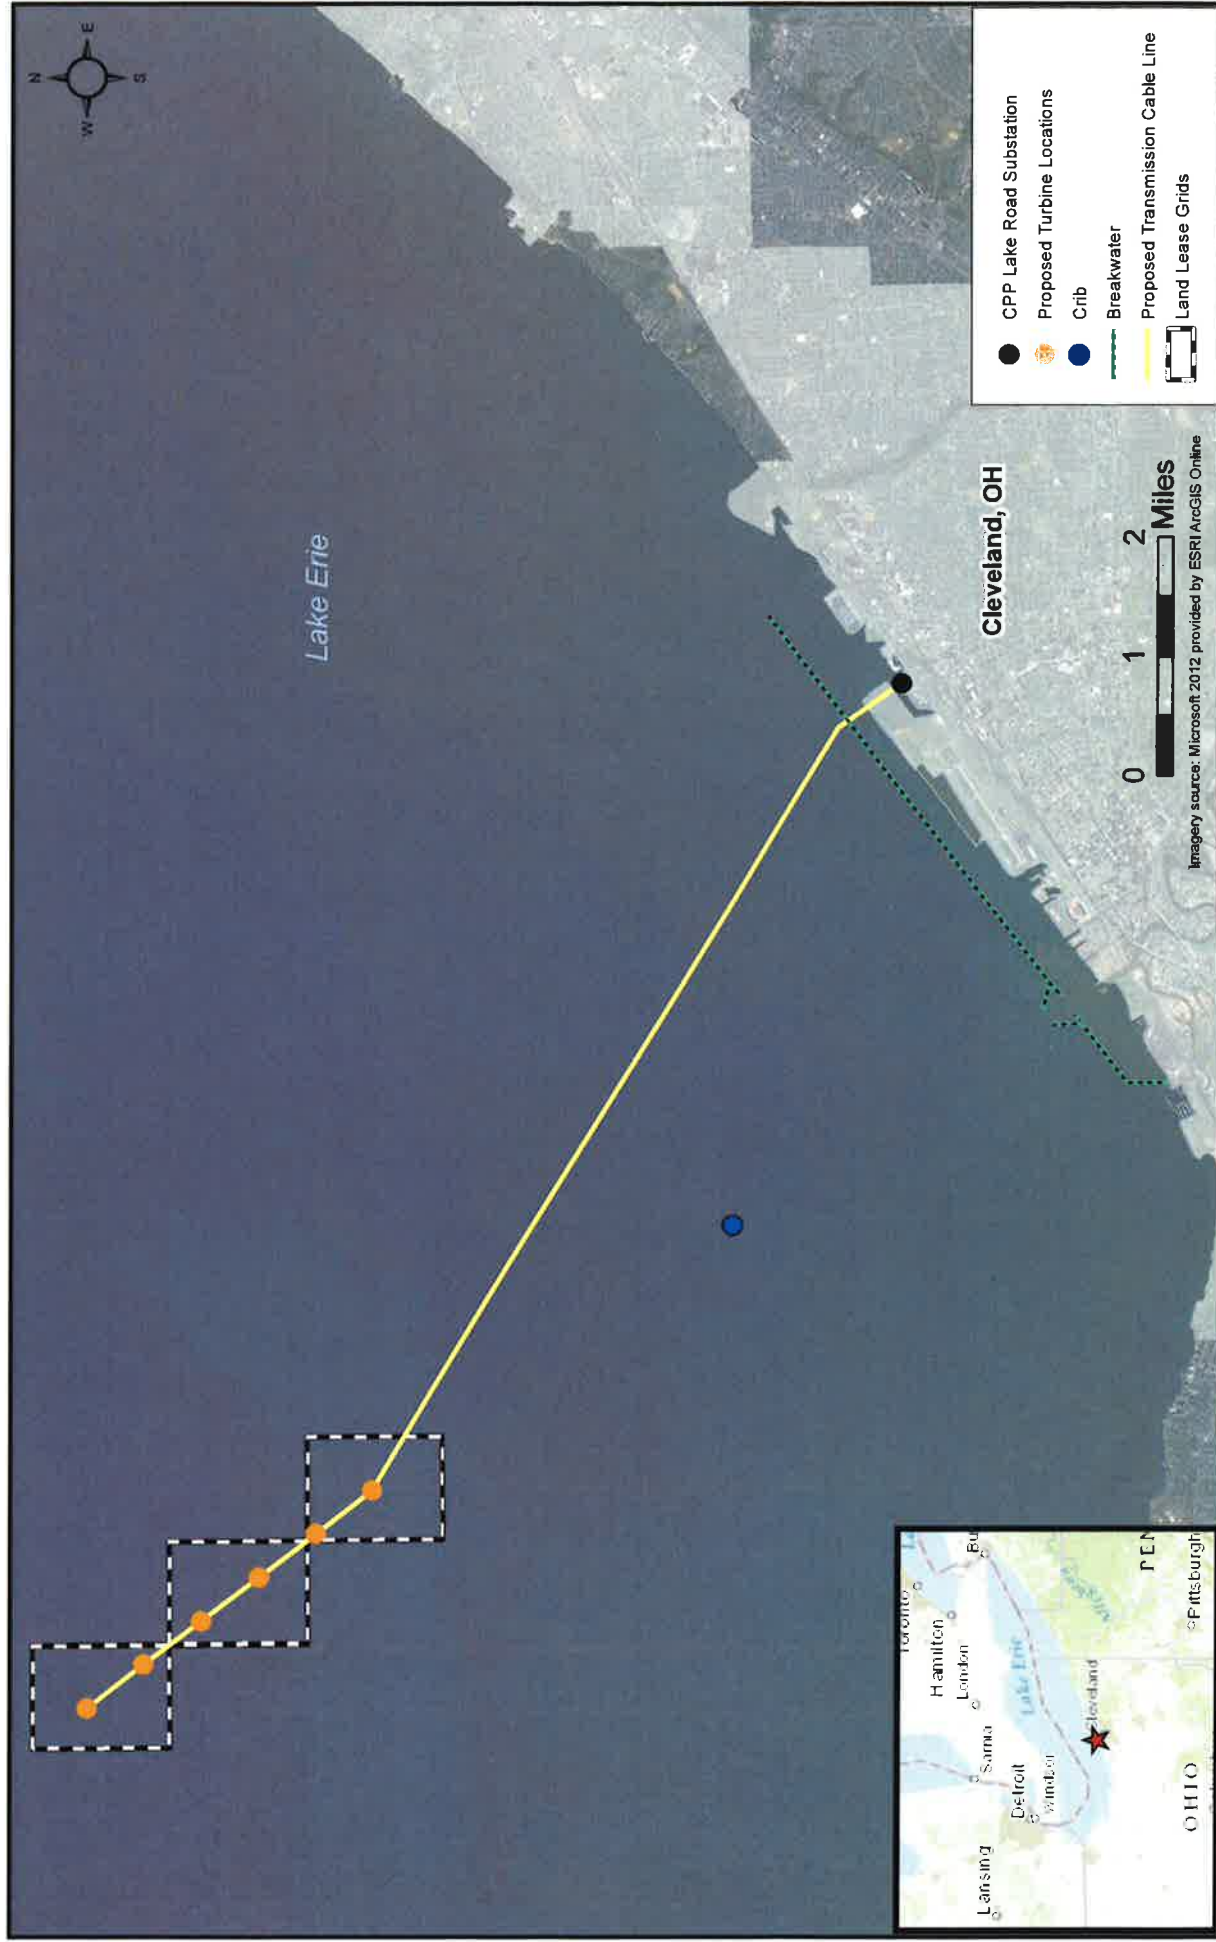 N
W
E
S
Lake Erie
Cleveland, OH
0 1 2
Miles
Imagery source: Microsoft 2012 provided by ESRI ArcGIS Online
CPP Lake Road Substation
Proposed Turbine Locations
Crib
Breakwater
Proposed Transmission Cable Line
Land Lease Grids
Toronto
Hamilton
London
Bu
Sarnia
Lansing
Detroit
Windsor
Lake Erie
Cleveland
OHIO
PEN
Pittsburgh